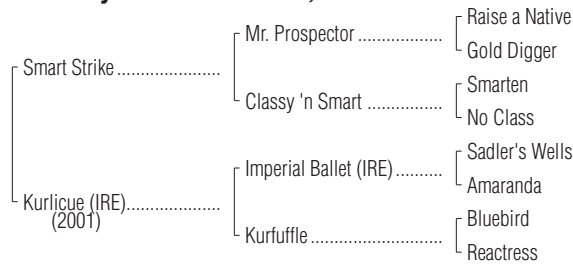 Raise a Native
Mr. Prospector ..................
Gold Digger
Smart Strike ......................
Smarten
Classy 'n Smart ................
No Class
Sadler's Wells
Imperial Ballet (IRE) ..........
Amaranda
Kurlicue (IRE)....................
(2001)
Bluebird
Kurfuffle ............................
Reactress